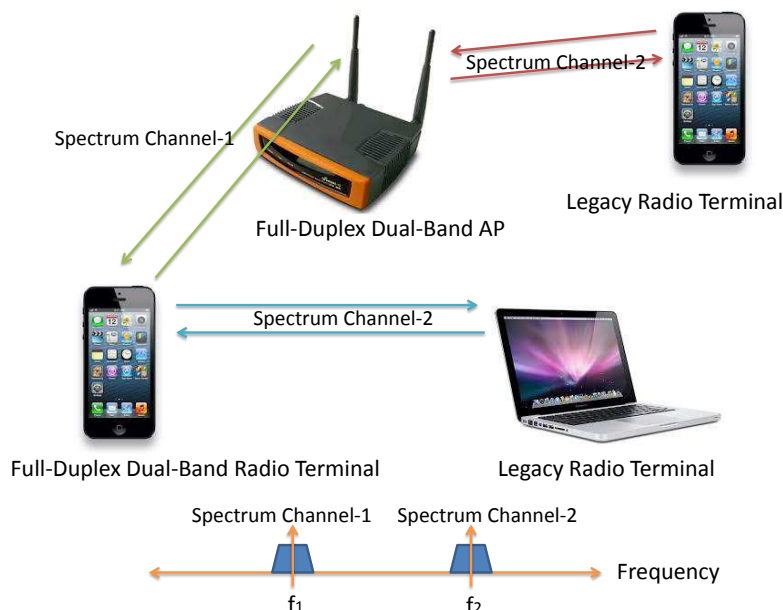 Spectrum Channel-2
Spectrum Channel-1
Legacy Radio Terminal
Full-Duplex Dual-Band AP
Spectrum Channel-2
Full-Duplex Dual-Band Radio Terminal
Legacy Radio Terminal
Spectrum Channel-1
Spectrum Channel-2
Frequency
f1
f2